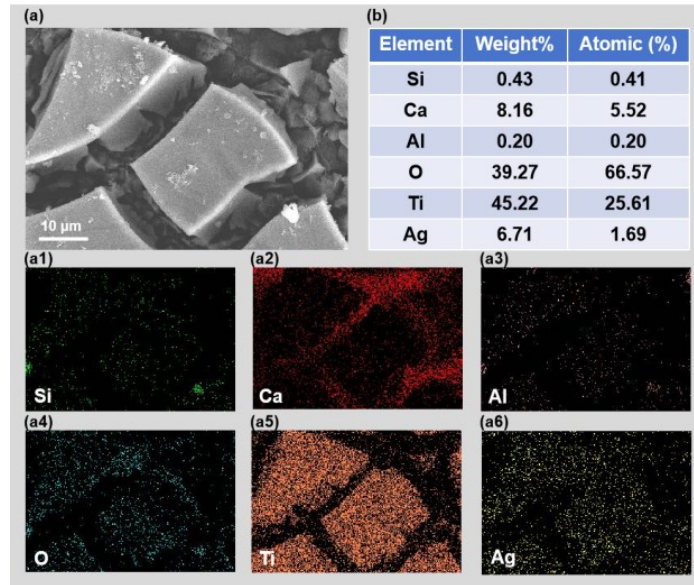 (a)
10 µm
(b)
Element Weight% Atomic (%)
Si 0.43 0.41
Ca 8.16 5.52
Al 0.20 0.20
O 39.27 66.57
Ti 45.22 25.61
Ag 6.71 1.69
(a1) (a2) (a3)
Si Ca Al
(a4) (a5) (a6)
O Ti Ag